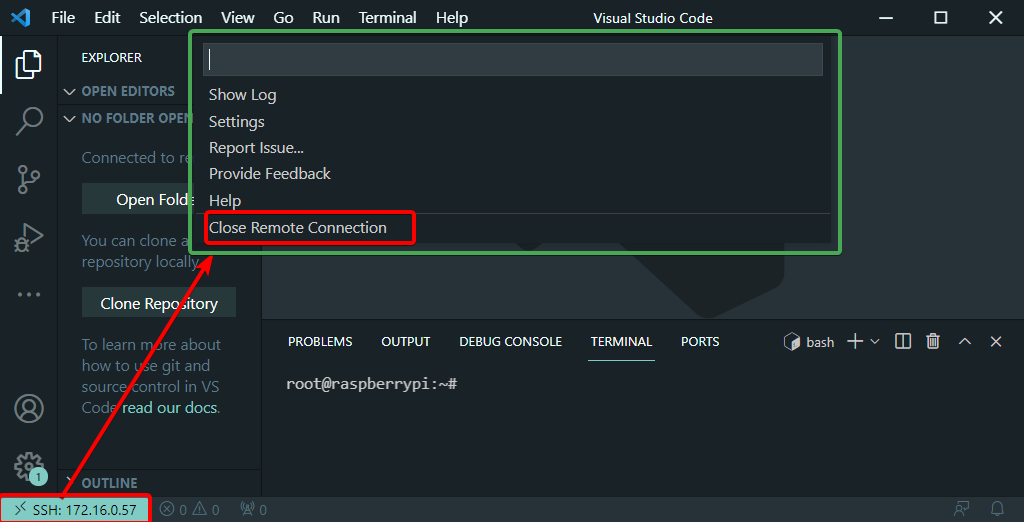 File Edit Selection View Go Run Terminal Help Visual Studio Code
EXPLORER
OPEN EDITORS
NO FOLDER OPEN
Connected to re
Open Folde
You can clone a
repository locally.
Clone Repository
To learn more about
how to use git and
source control in VS
Code read our docs.
OUTLINE
Show Log
Settings
Report Issue...
Provide Feedback
Help
Close Remote Connection
PROBLEMS OUTPUT DEBUG CONSOLE TERMINAL PORTS bash
root@raspberrypi:~#
1
SSH: 172.16.0.57 0 0 0